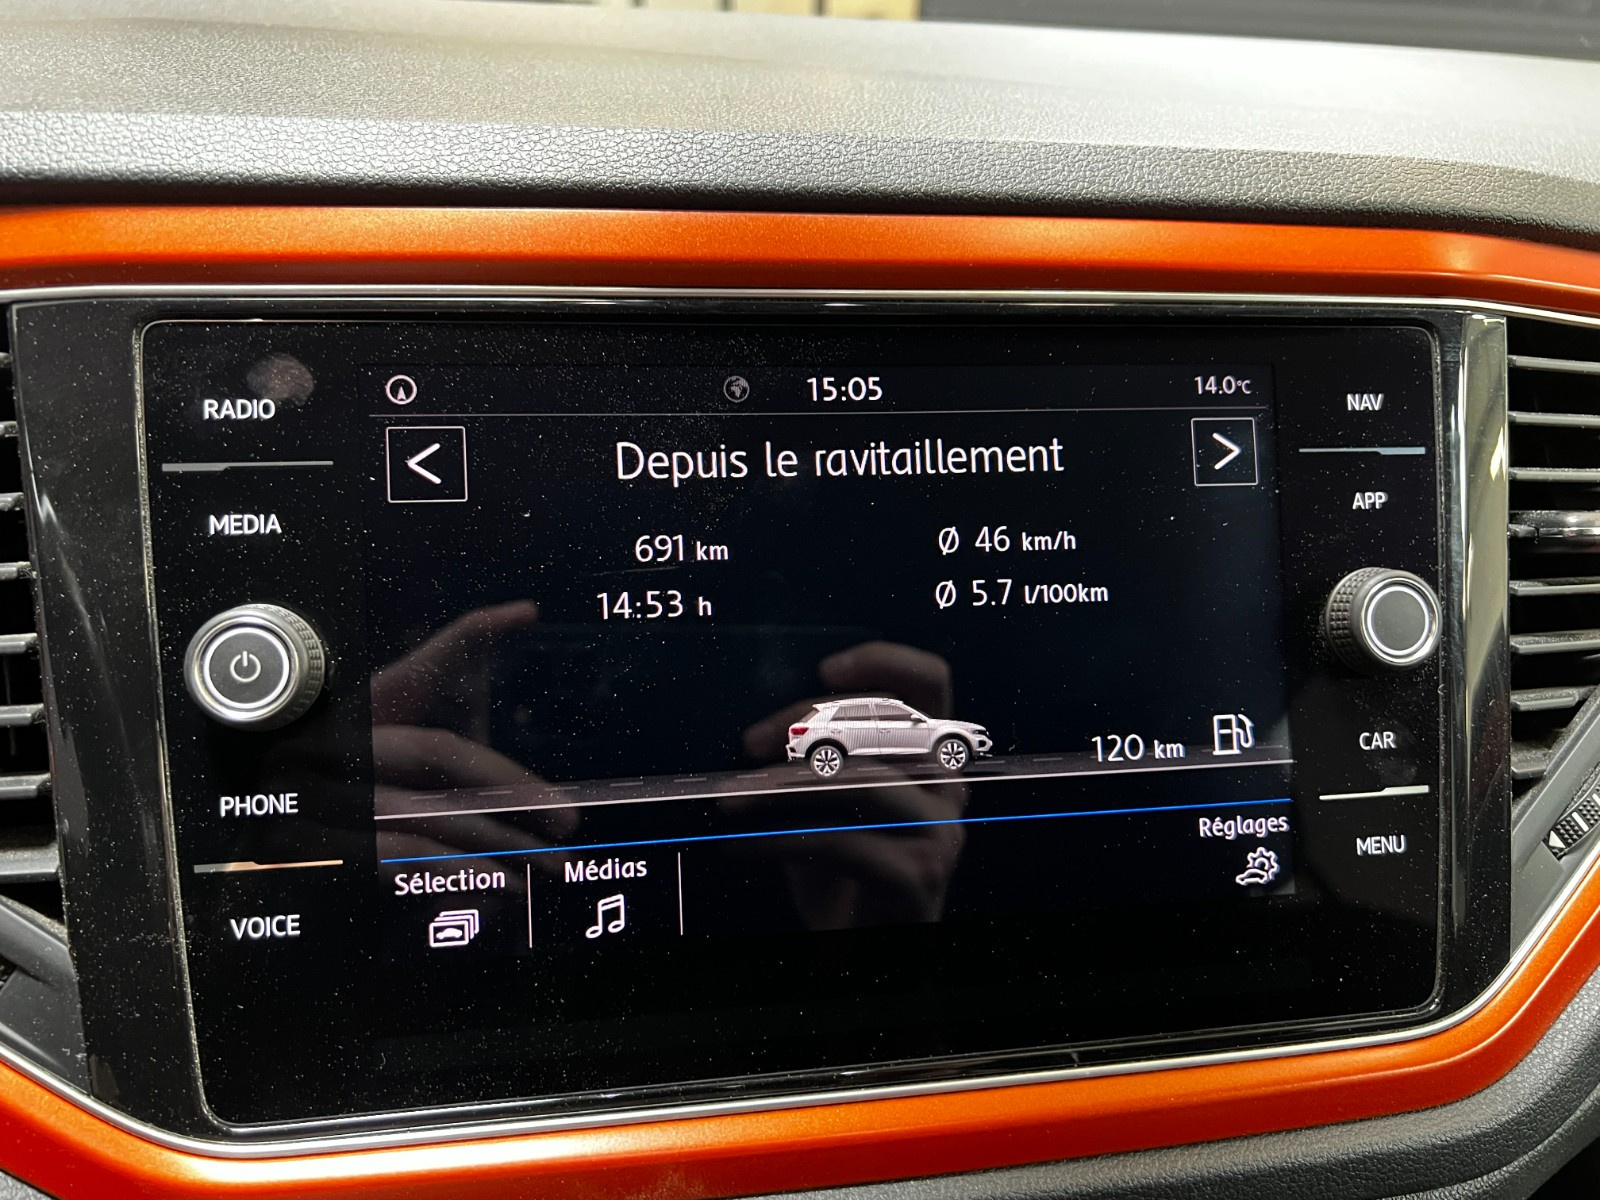 RADIO
MEDIA
PHONE
VOICE
15:05
14.0°C
<
Depuis le ravitaillement
>
691 km
Ø 46 km/h
14:53 h
Ø 5.7 l/100km
120 km
Sélection
Médias
Réglages
NAV
APP
CAR
MENU